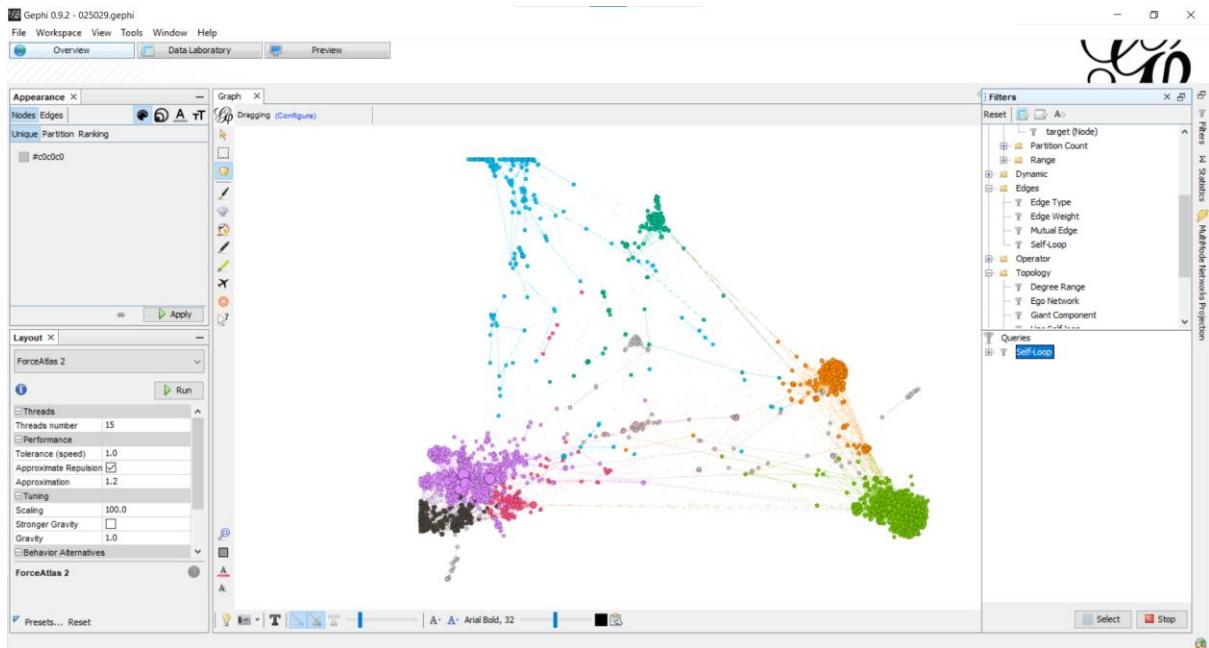 Gephi 0.9.2 - 025029.gephi
File Workspace View Tools Window Help
Overview Data Laboratory Preview
Appearance
Nodes Edges
Unique Partition Ranking
#c0c0c0
Apply
Layout
ForceAtlas 2
Run
Threads
Threads number 15
Performance
Tolerance (speed) 1.0
Approximate Repulsion
Approximation 1.2
Tuning
Scaling 100.0
Stronger Gravity
Gravity 1.0
Behavior Alternatives
ForceAtlas 2
Presets... Reset
Graph
Dragging (Configure)
T A- A- Arial Bold, 32
Filters
Reset
target (Node)
Partition Count
Range
Dynamic
Edges
Edge Type
Edge Weight
Mutual Edge
Self-Loop
Operator
Topology
Degree Range
Ego Network
Giant Component
Queries
Self-Loop
Select Stop
Filters
Statistics
MultiMode Networks Projection